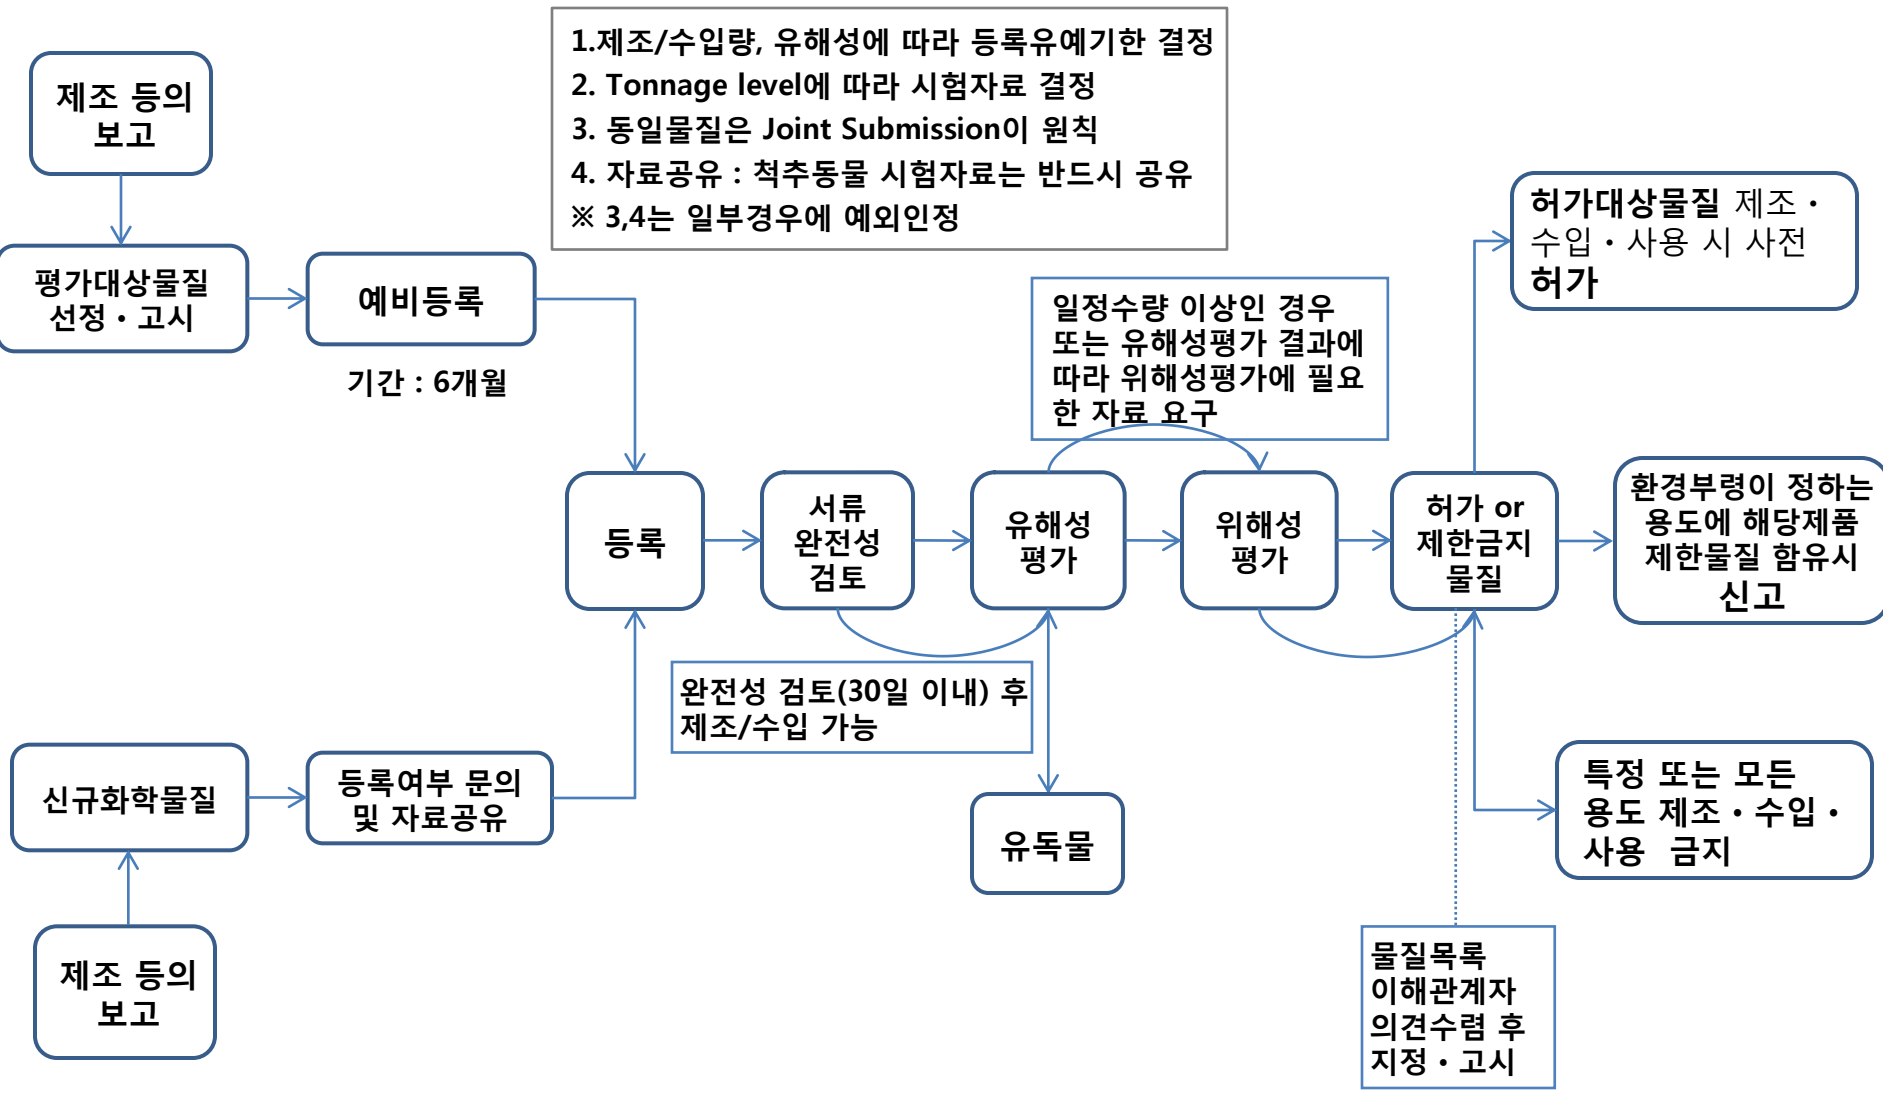 1.제조/수입량, 유해성에 따라 등록유예기한 결정
2. Tonnage level에 따라 시험자료 결정
3. 동일물질은 Joint Submission이 원칙
4. 자료공유 : 척추동물 시험자료는 반드시 공유
※ 3,4는 일부경우에 예외인정
제조 등의
보고
평가대상물질
선정・고시
예비등록
기간 : 6개월
일정수량 이상인 경우
또는 유해성평가 결과에
따라 위해성평가에 필요
한 자료 요구
허가대상물질 제조・
수입・사용 시 사전
허가
등록
서류
완전성
검토
유해성
평가
위해성
평가
허가 or
제한금지
물질
환경부령이 정하는
용도에 해당제품
제한물질 함유시
신고
완전성 검토(30일 이내) 후
제조/수입 가능
신규화학물질
등록여부 문의
및 자료공유
유독물
특정 또는 모든
용도 제조・수입・
사용 금지
제조 등의
보고
물질목록
이해관계자
의견수렴 후
지정・고시